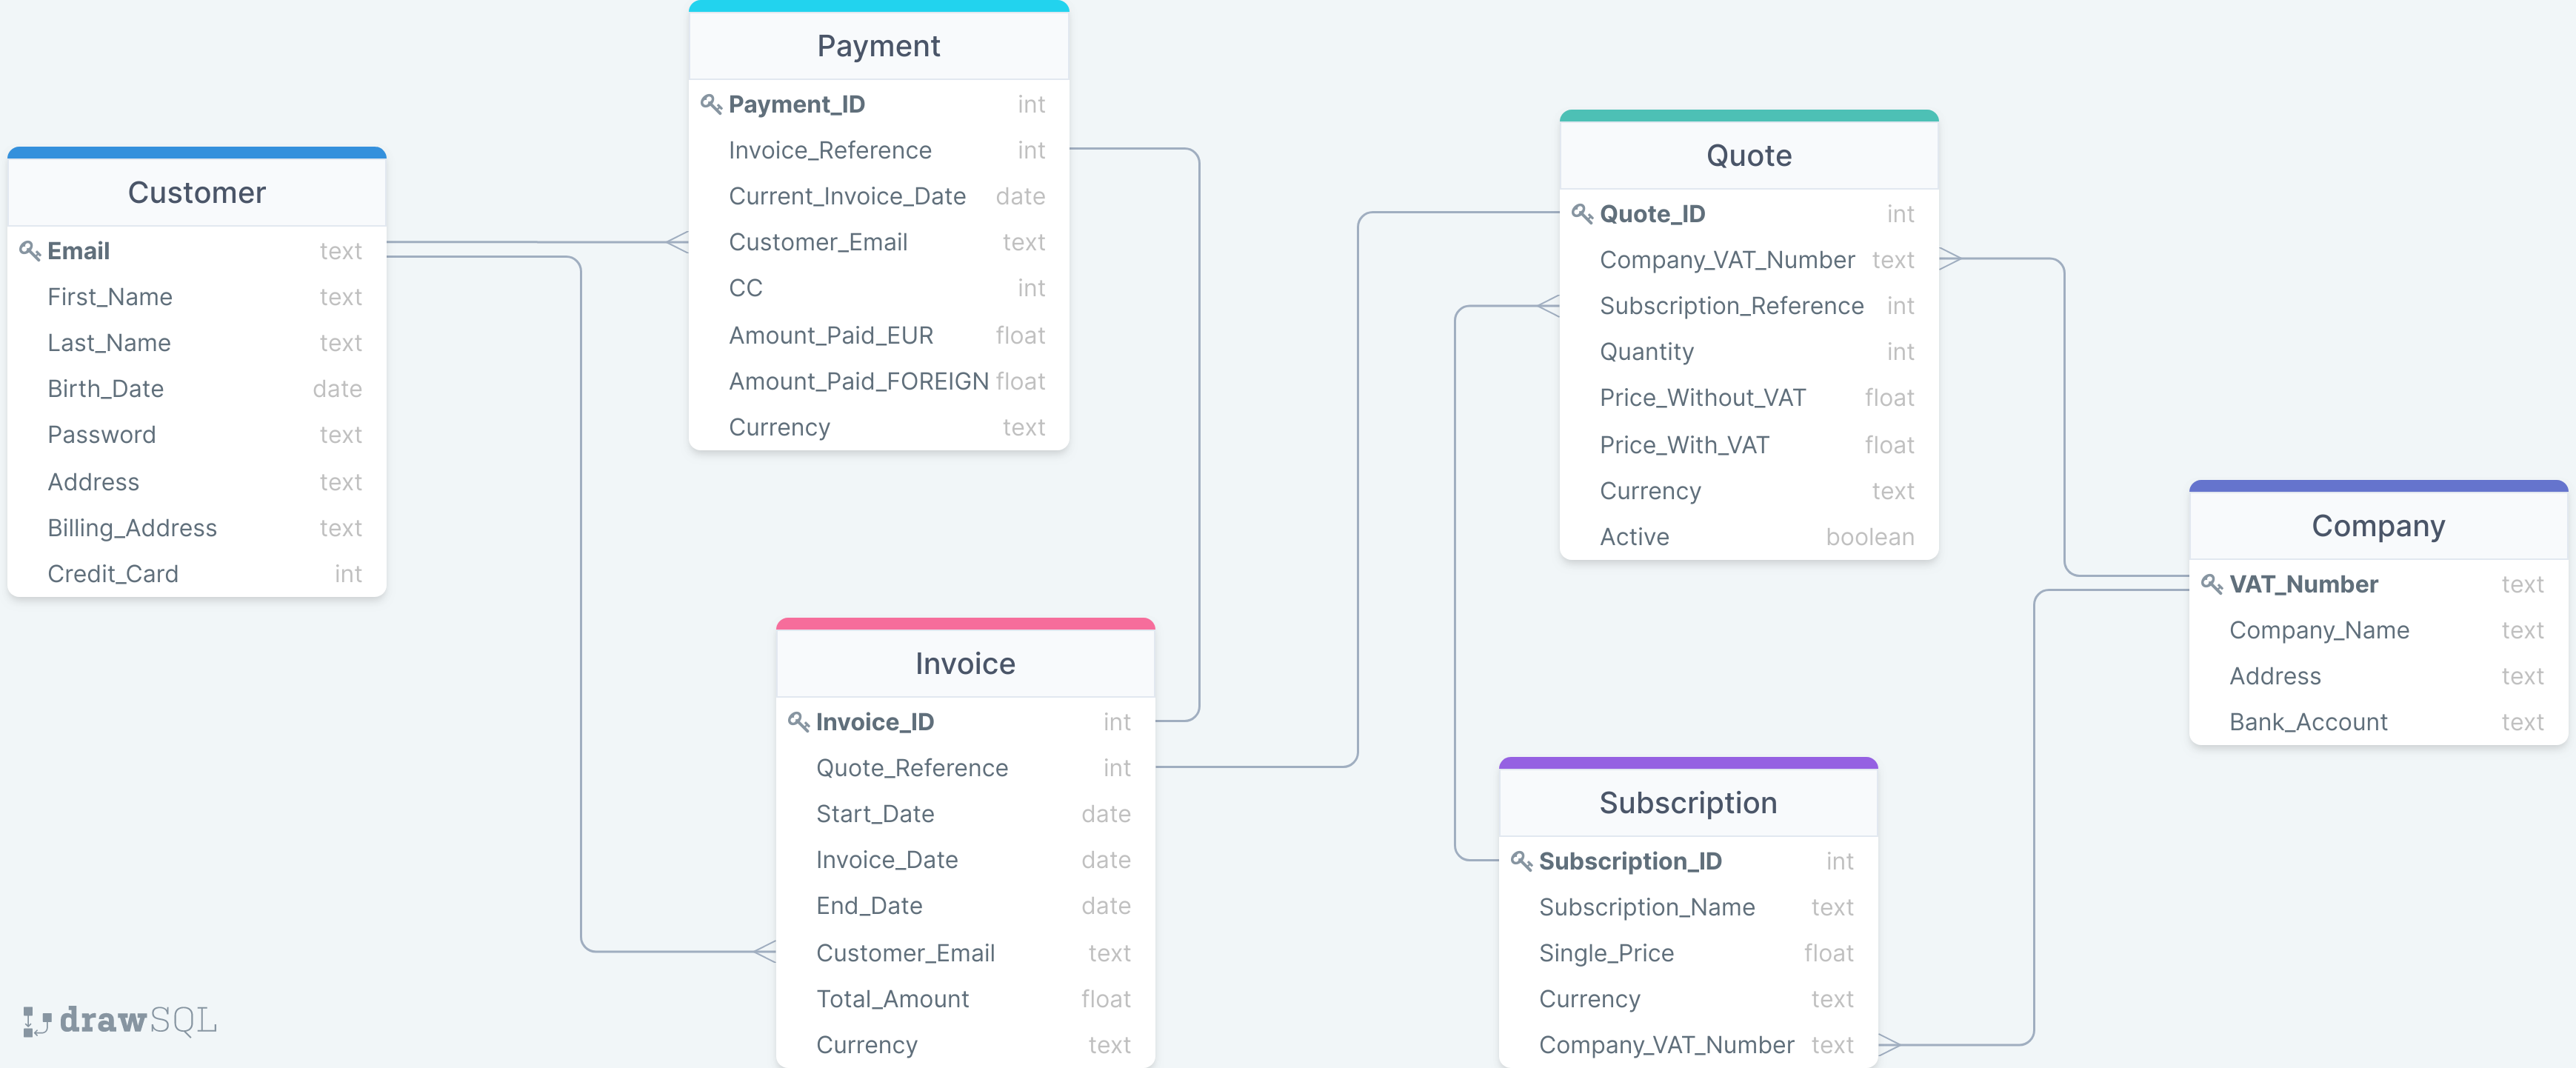 Payment
Payment_ID int
Invoice_Reference int
Current_Invoice_Date date
Customer_Email text
CC int
Amount_Paid_EUR float
Amount_Paid_FOREIGN float
Currency text
Customer
Email text
First_Name text
Last_Name text
Birth_Date date
Password text
Address text
Billing_Address text
Credit_Card int
Quote
Quote_ID int
Company_VAT_Number text
Subscription_Reference int
Quantity int
Price_Without_VAT float
Price_With_VAT float
Currency text
Active boolean
Company
VAT_Number text
Company_Name text
Address text
Bank_Account text
Invoice
Invoice_ID int
Quote_Reference int
Start_Date date
Invoice_Date date
End_Date date
Customer_Email text
Total_Amount float
Currency text
Subscription
Subscription_ID int
Subscription_Name text
Single_Price float
Currency text
Company_VAT_Number text
drawSQL